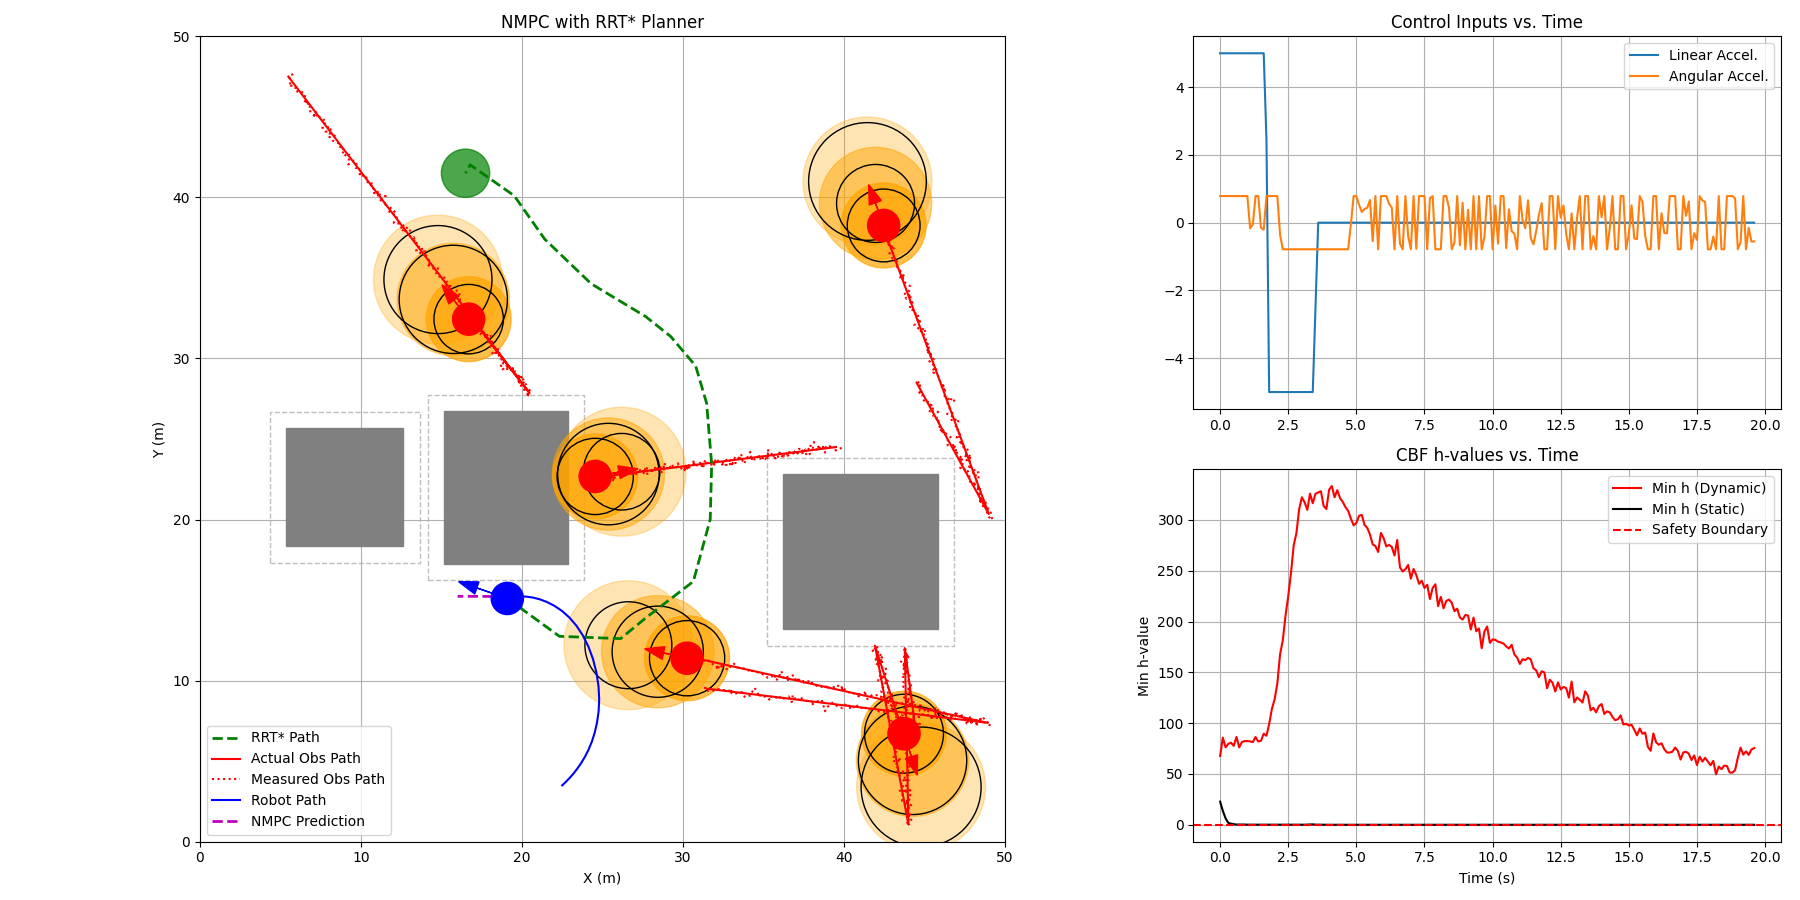 NMPC with RRT* Planner
50
40
30
20
10
0
Y (m)
0 10 20 30 40 50
X (m)
RRT* Path
Actual Obs Path
Measured Obs Path
Robot Path
NMPC Prediction
Control Inputs vs. Time
Linear Accel.
Angular Accel.
4
2
0
−2
−4
0.0 2.5 5.0 7.5 10.0 12.5 15.0 17.5 20.0
CBF h-values vs. Time
Min h (Dynamic)
Min h (Static)
Safety Boundary
300
250
200
150
100
50
0
Min h-value
0.0 2.5 5.0 7.5 10.0 12.5 15.0 17.5 20.0
Time (s)